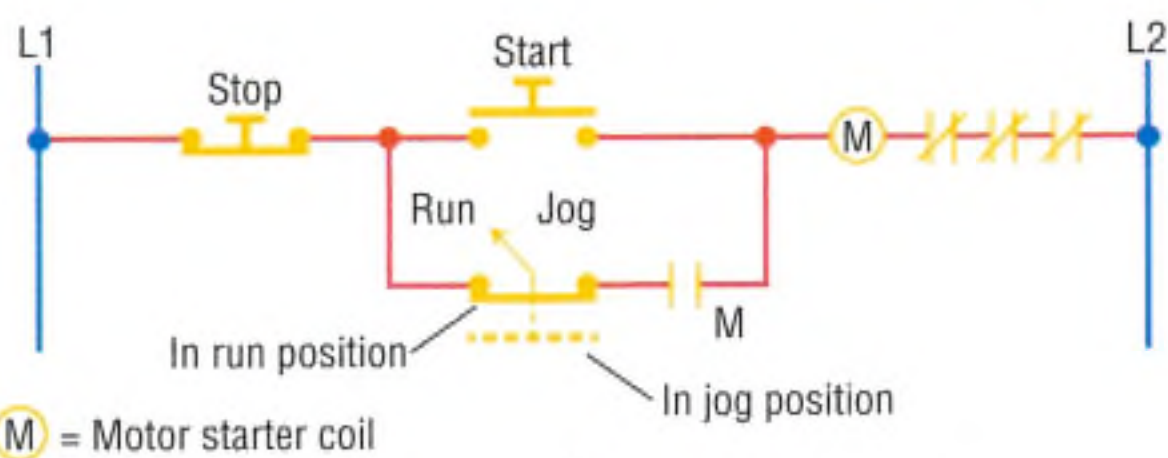 L1
L2
Start
Stop
M
Run
Jog
M
In run position
In jog position
M = Motor starter coil